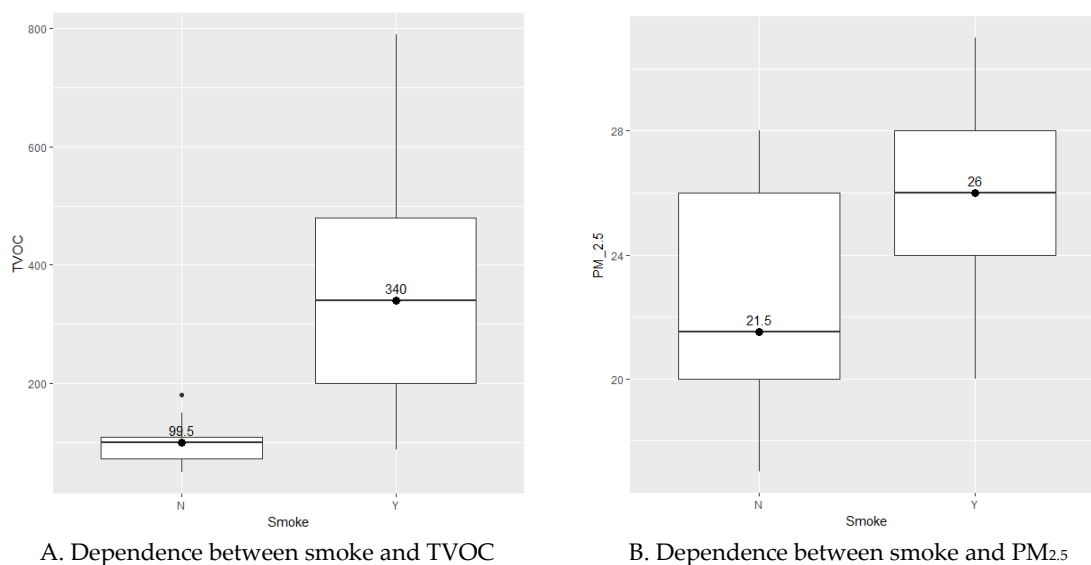 800
600
400
200
TVOC
340
99.5
N
Y
Smoke
A. Dependence between smoke and TVOC
28
24
20
PM_2.5
26
21.5
N
Y
Smoke
B. Dependence between smoke and PM2.5